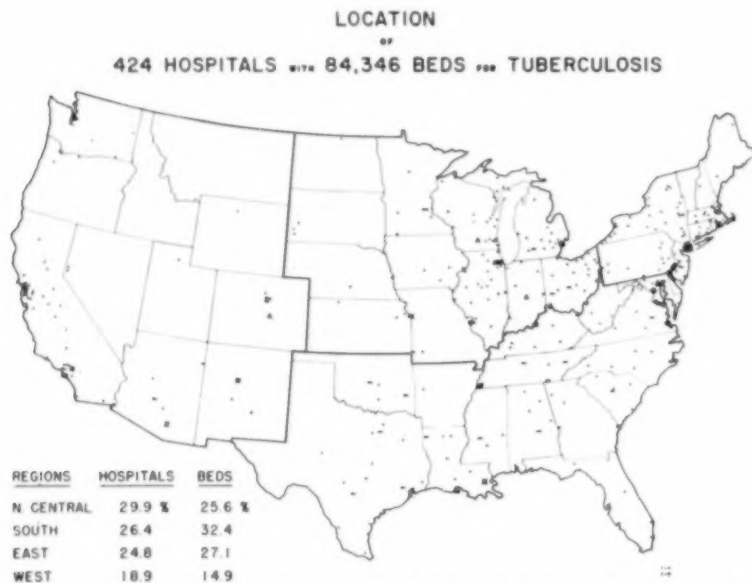 LOCATION
OF
424 HOSPITALS WITH 84,346 BEDS FOR TUBERCULOSIS
REGIONS HOSPITALS BEDS
N. CENTRAL 29.9 % 25.6 %
SOUTH 26.4 32.4
EAST 24.8 27.1
WEST 18.9 14.9